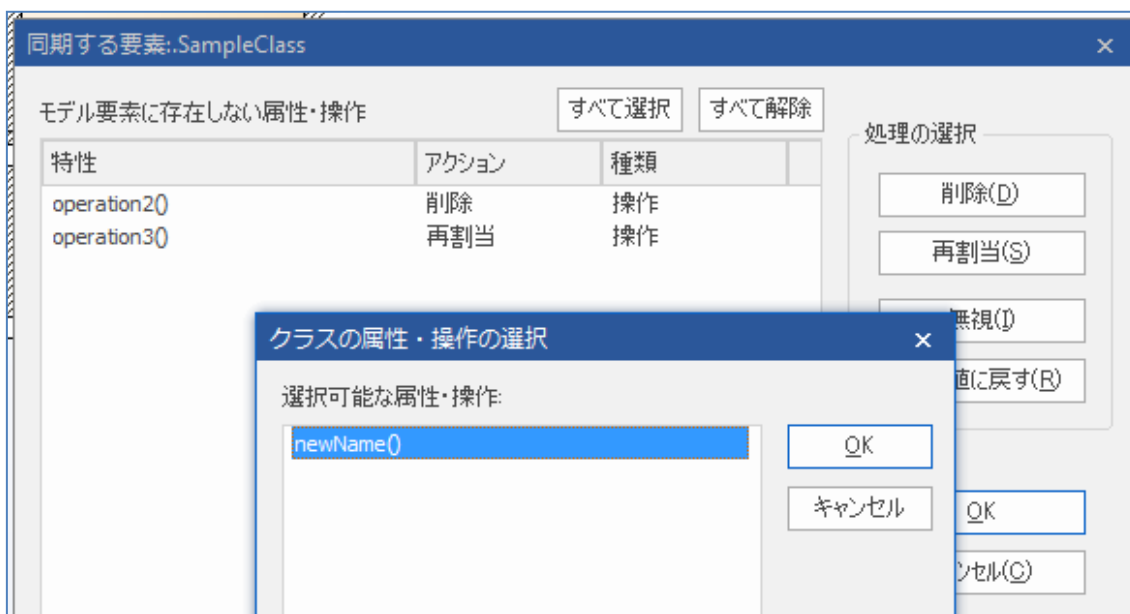 同期する要素:.SampleClass
モデル要素に存在しない属性・操作
すべて選択
すべて解除
特性 アクション 種類
operation2() 削除 操作
operation3() 再割当 操作
処理の選択
削除(D)
再割当(S)
無視(I)
値に戻す(R)
OK
ンセル(C)
クラスの属性・操作の選択
選択可能な属性・操作:
newName()
OK
キャンセル